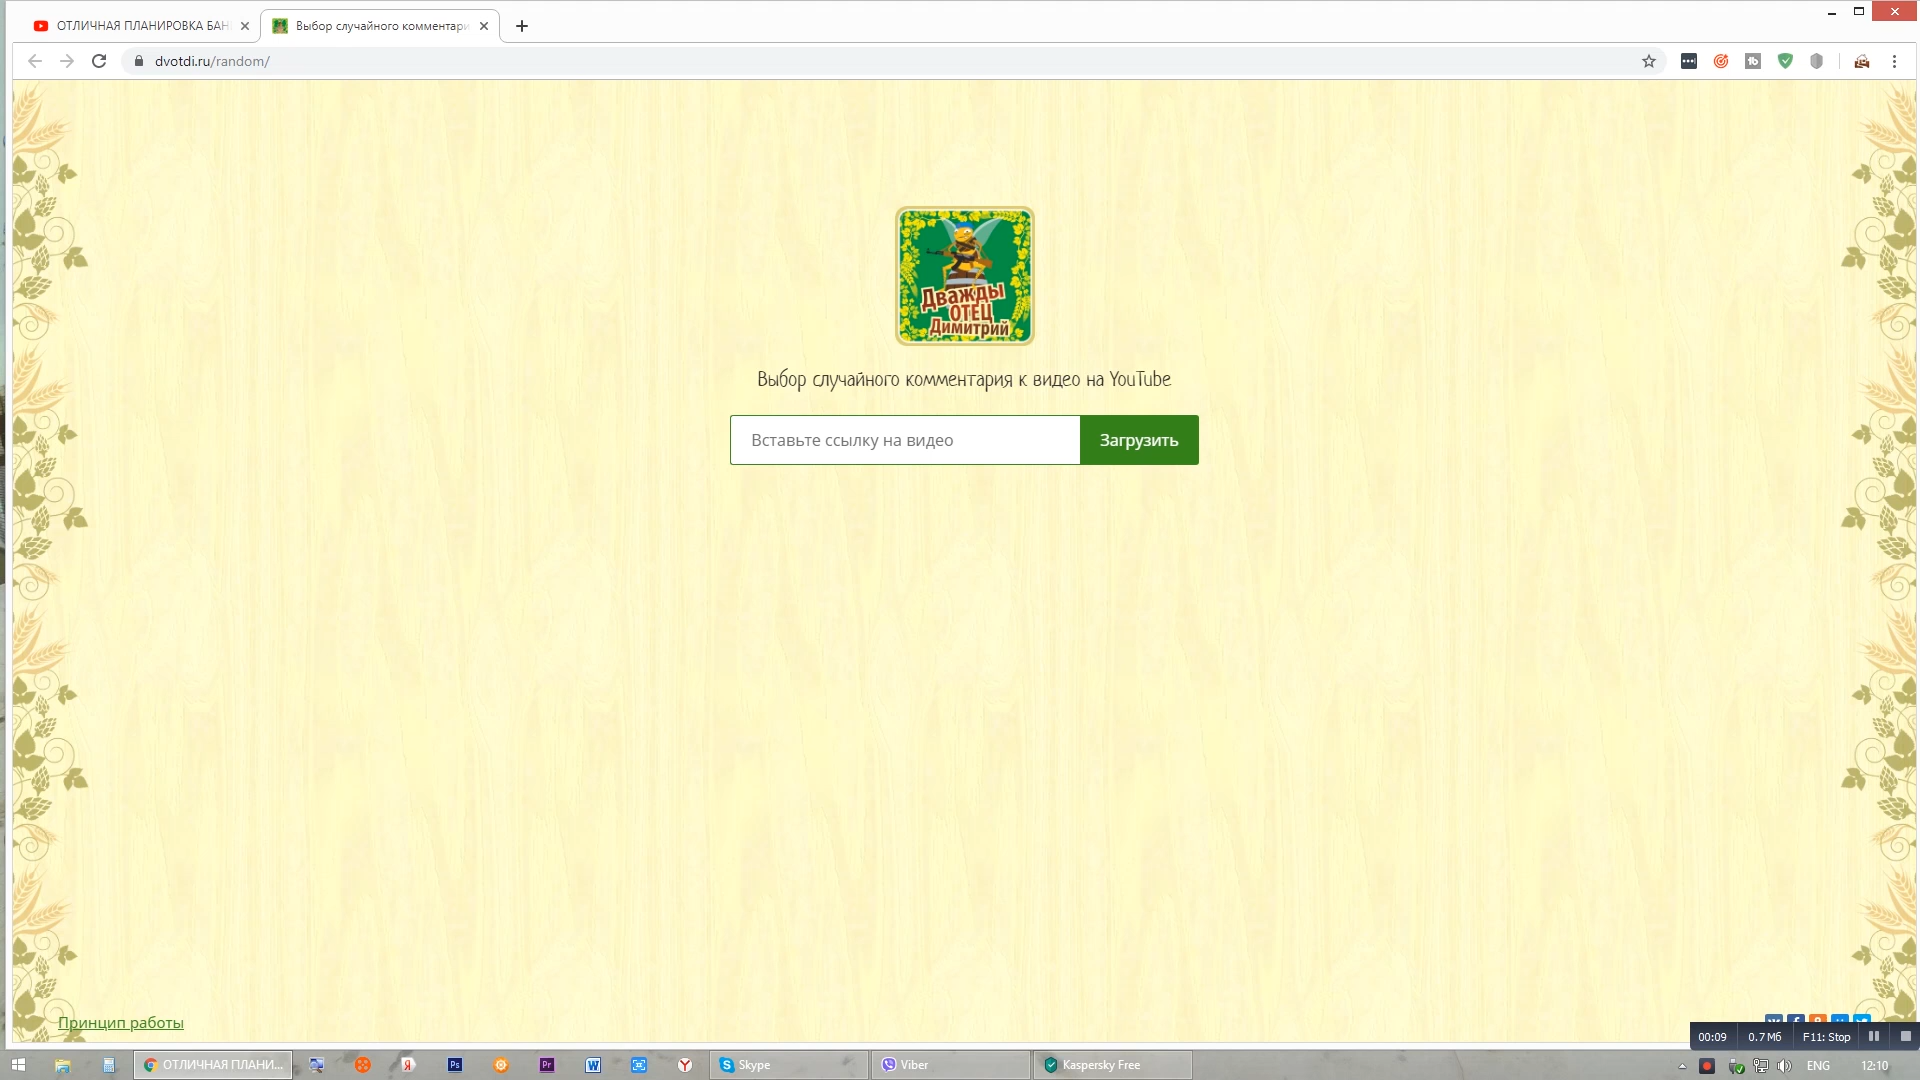 ОТЛИЧНАЯ ПЛАНИРОВКА БАН
Выбор случайного комментари
dvotdi.ru/random/
Дважды
ОТЕЦ
Димитрий
Выбор случайного комментария к видео на YouTube
Вставьте ссылку на видео
Загрузить
Принцип работы
00:09
0.7 Мб
F11: Stop
ОТЛИЧНАЯ ПЛАНИ...
Я
Ps
Pr
W
Y
Skype
Viber
Kaspersky Free
ENG
12:10